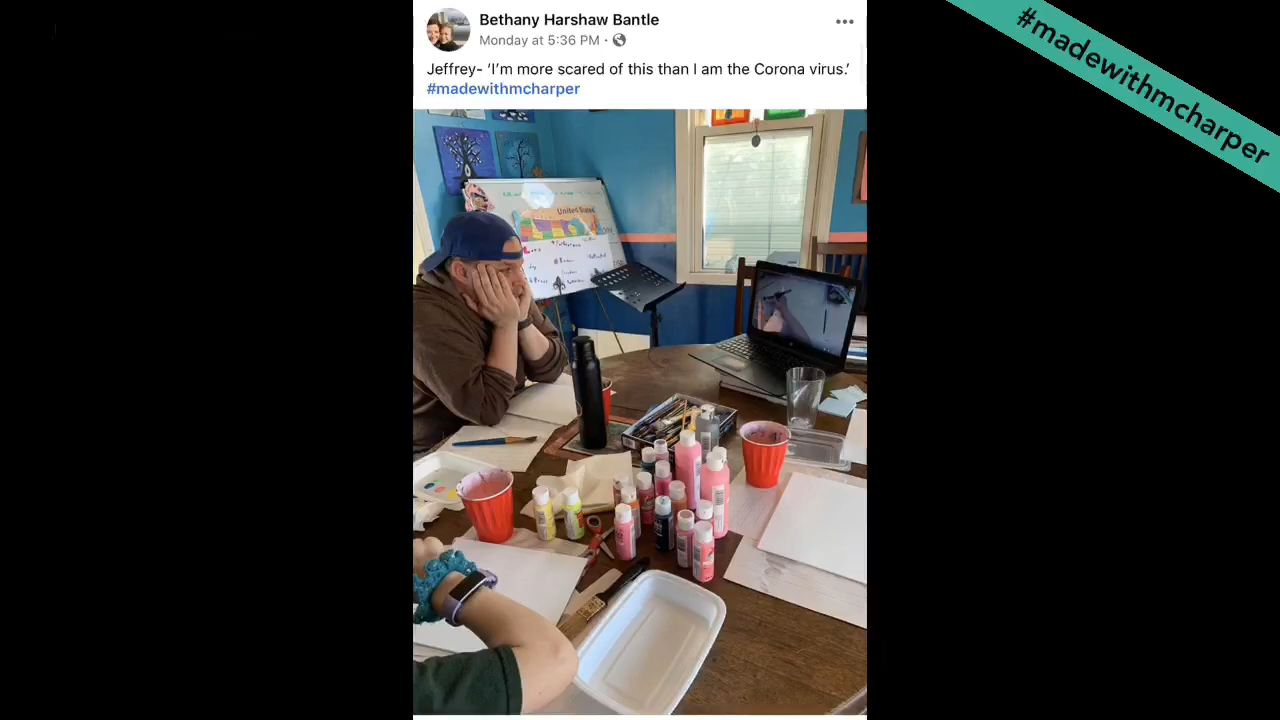 Bethany Harshaw Bantle
Monday at 5:36 PM ·
Jeffrey- ‘I’m more scared of this than I am the Corona virus.’
#madewithmcharper
#madewithmcharper
United States